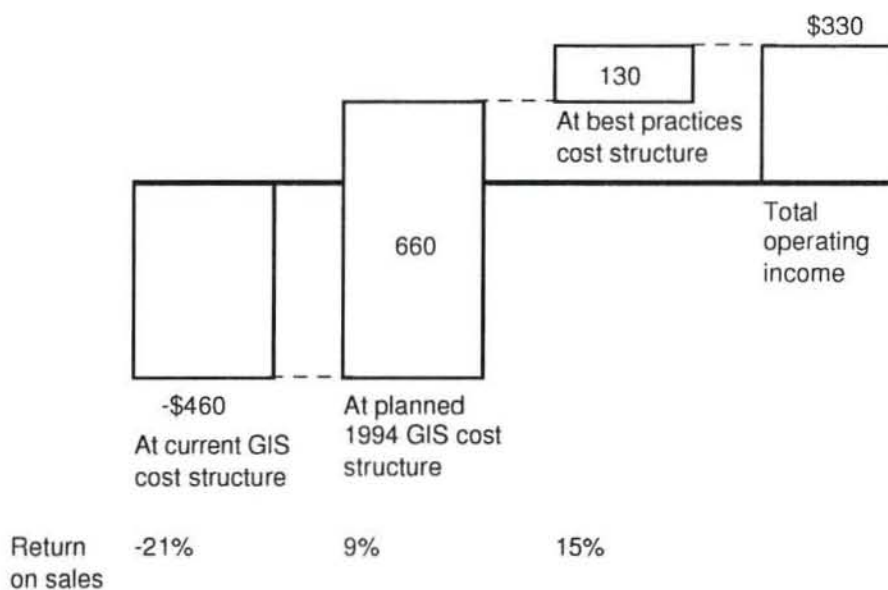 $330
130
At best practices
cost structure
Total
operating
income
660
-$460
At current GIS
cost structure
At planned
1994 GIS cost
structure
Return
on sales
-21%
9%
15%